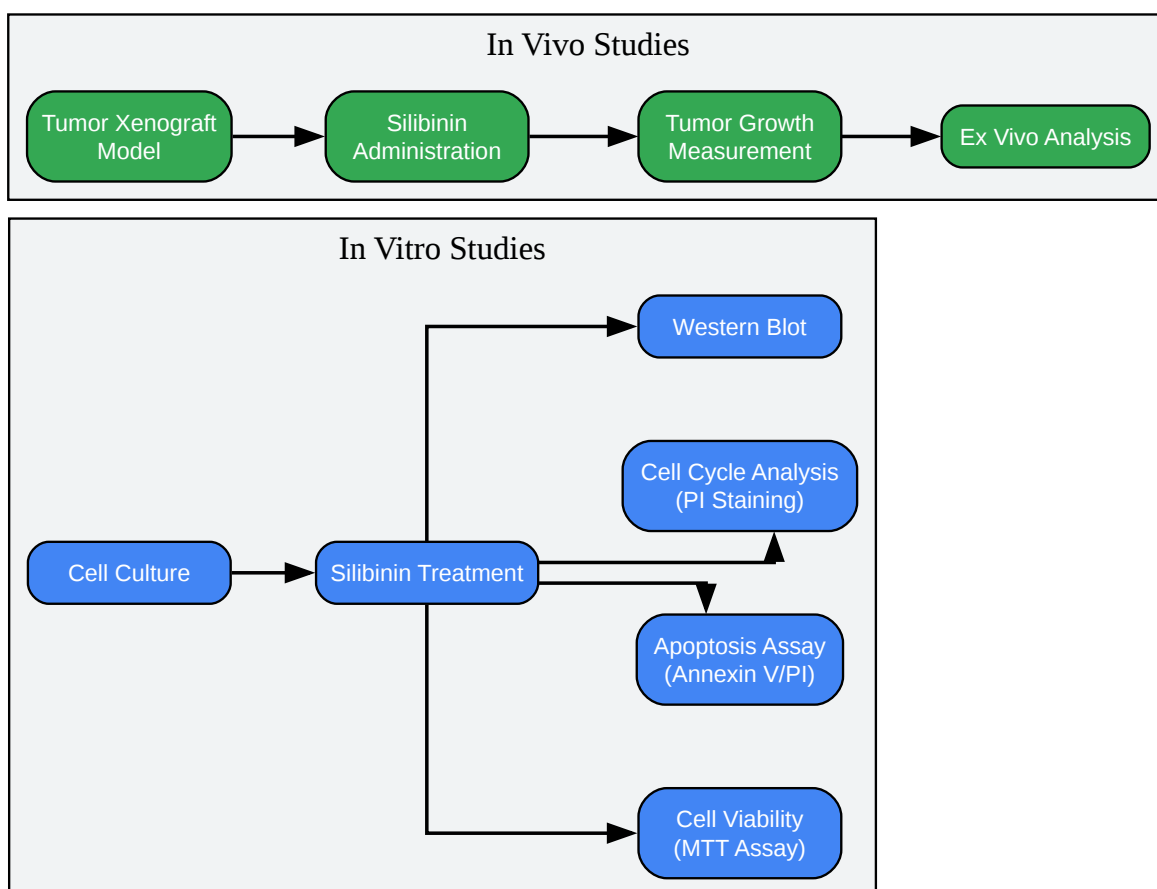 In Vivo Studies
Tumor Xenograft
Model
Silibinin
Administration
Tumor Growth
Measurement
Ex Vivo Analysis
In Vitro Studies
Western Blot
Cell Cycle Analysis
(PI Staining)
Cell Culture
Silibinin Treatment
Apoptosis Assay
(Annexin V/PI)
Cell Viability
(MTT Assay)